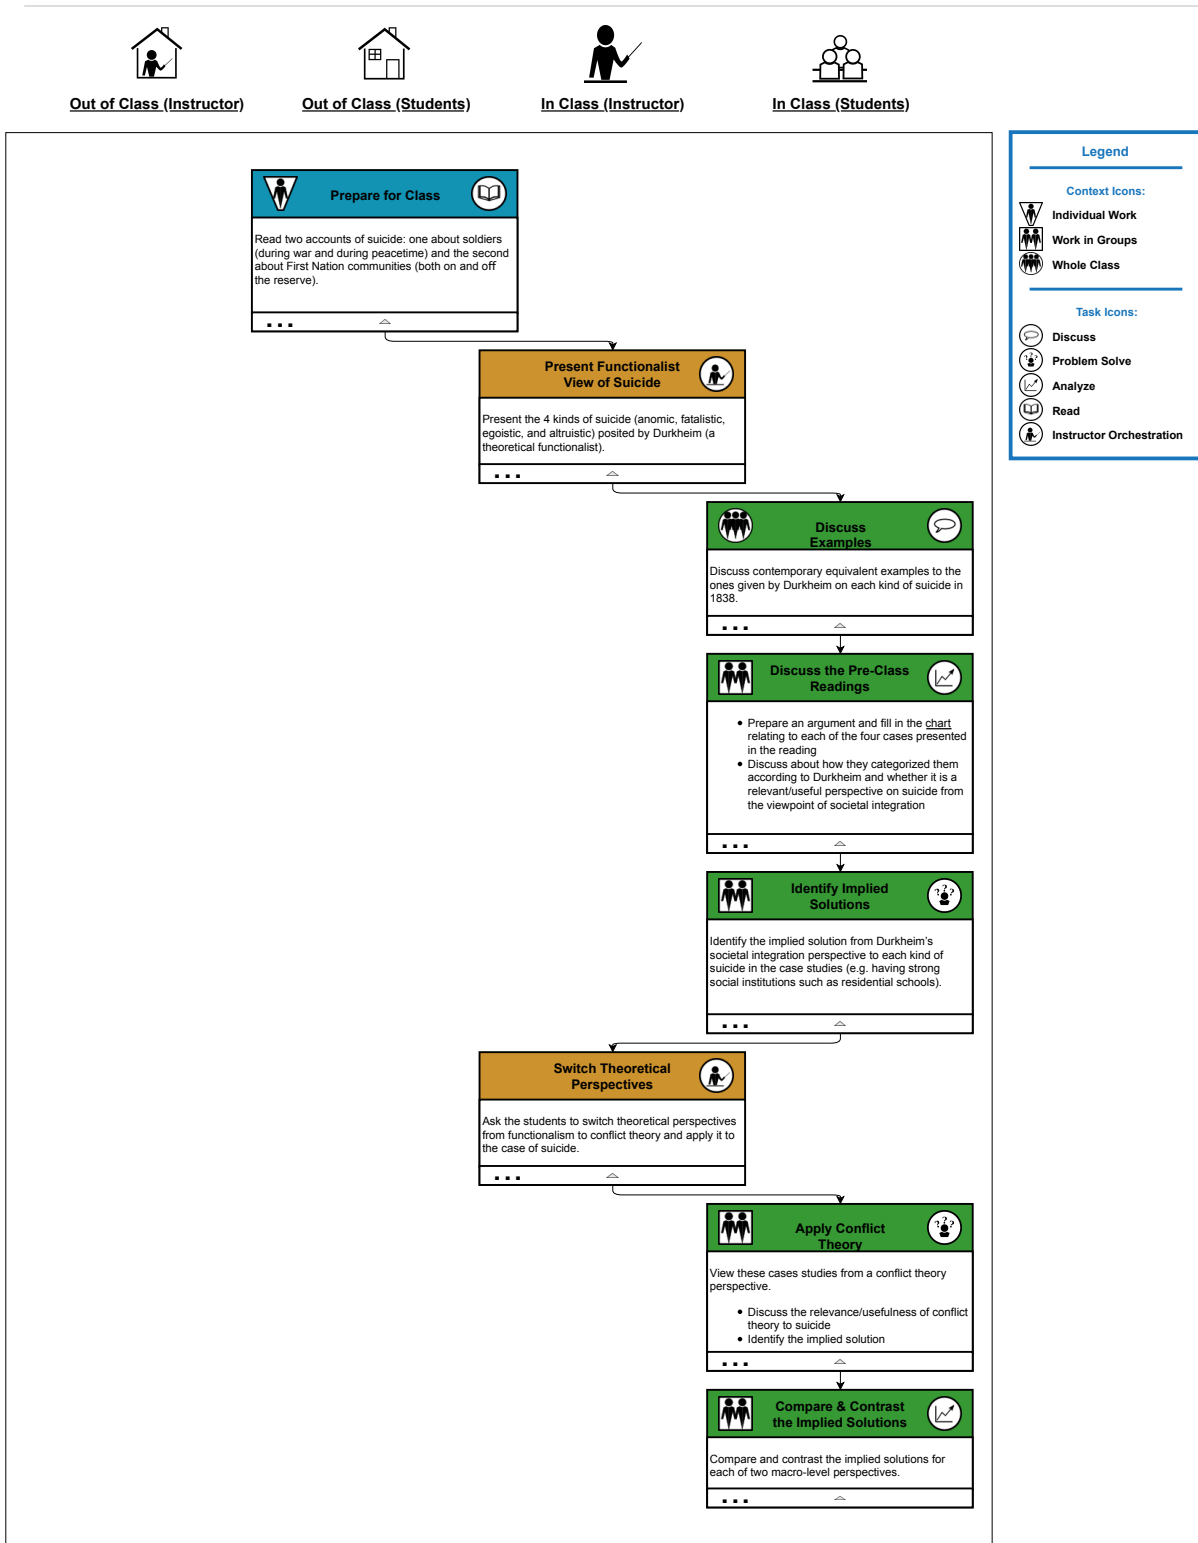 Out of Class (Instructor)
Out of Class (Students)
In Class (Instructor)
In Class (Students)
Legend
Context Icons:
Individual Work
Work in Groups
Whole Class
Task Icons:
Discuss
Problem Solve
Analyze
Read
Instructor Orchestration
Prepare for Class
Read two accounts of suicide: one about soldiers
(during war and during peacetime) and the second
about First Nation communities (both on and off
the reserve).
Present Functionalist
View of Suicide
Present the 4 kinds of suicide (anomic, fatalistic,
egoistic, and altruistic) posited by Durkheim (a
theoretical functionalist).
Discuss
Examples
Discuss contemporary equivalent examples to the
ones given by Durkheim on each kind of suicide in
1838.
Discuss the Pre-Class
Readings
• Prepare an argument and fill in the chart
relating to each of the four cases presented
in the reading
• Discuss about how they categorized them
according to Durkheim and whether it is a
relevant/useful perspective on suicide from
the viewpoint of societal integration
Identify Implied
Solutions
Identify the implied solution from Durkheim's
societal integration perspective to each kind of
suicide in the case studies (e.g. having strong
social institutions such as residential schools).
Switch Theoretical
Perspectives
Ask the students to switch theoretical perspectives
from functionalism to conflict theory and apply it to
the case of suicide.
Apply Conflict
Theory
View these cases studies from a conflict theory
perspective.
• Discuss the relevance/usefulness of conflict
theory to suicide
• Identify the implied solution
Compare & Contrast
the Implied Solutions
Compare and contrast the implied solutions for
each of two macro-level perspectives.